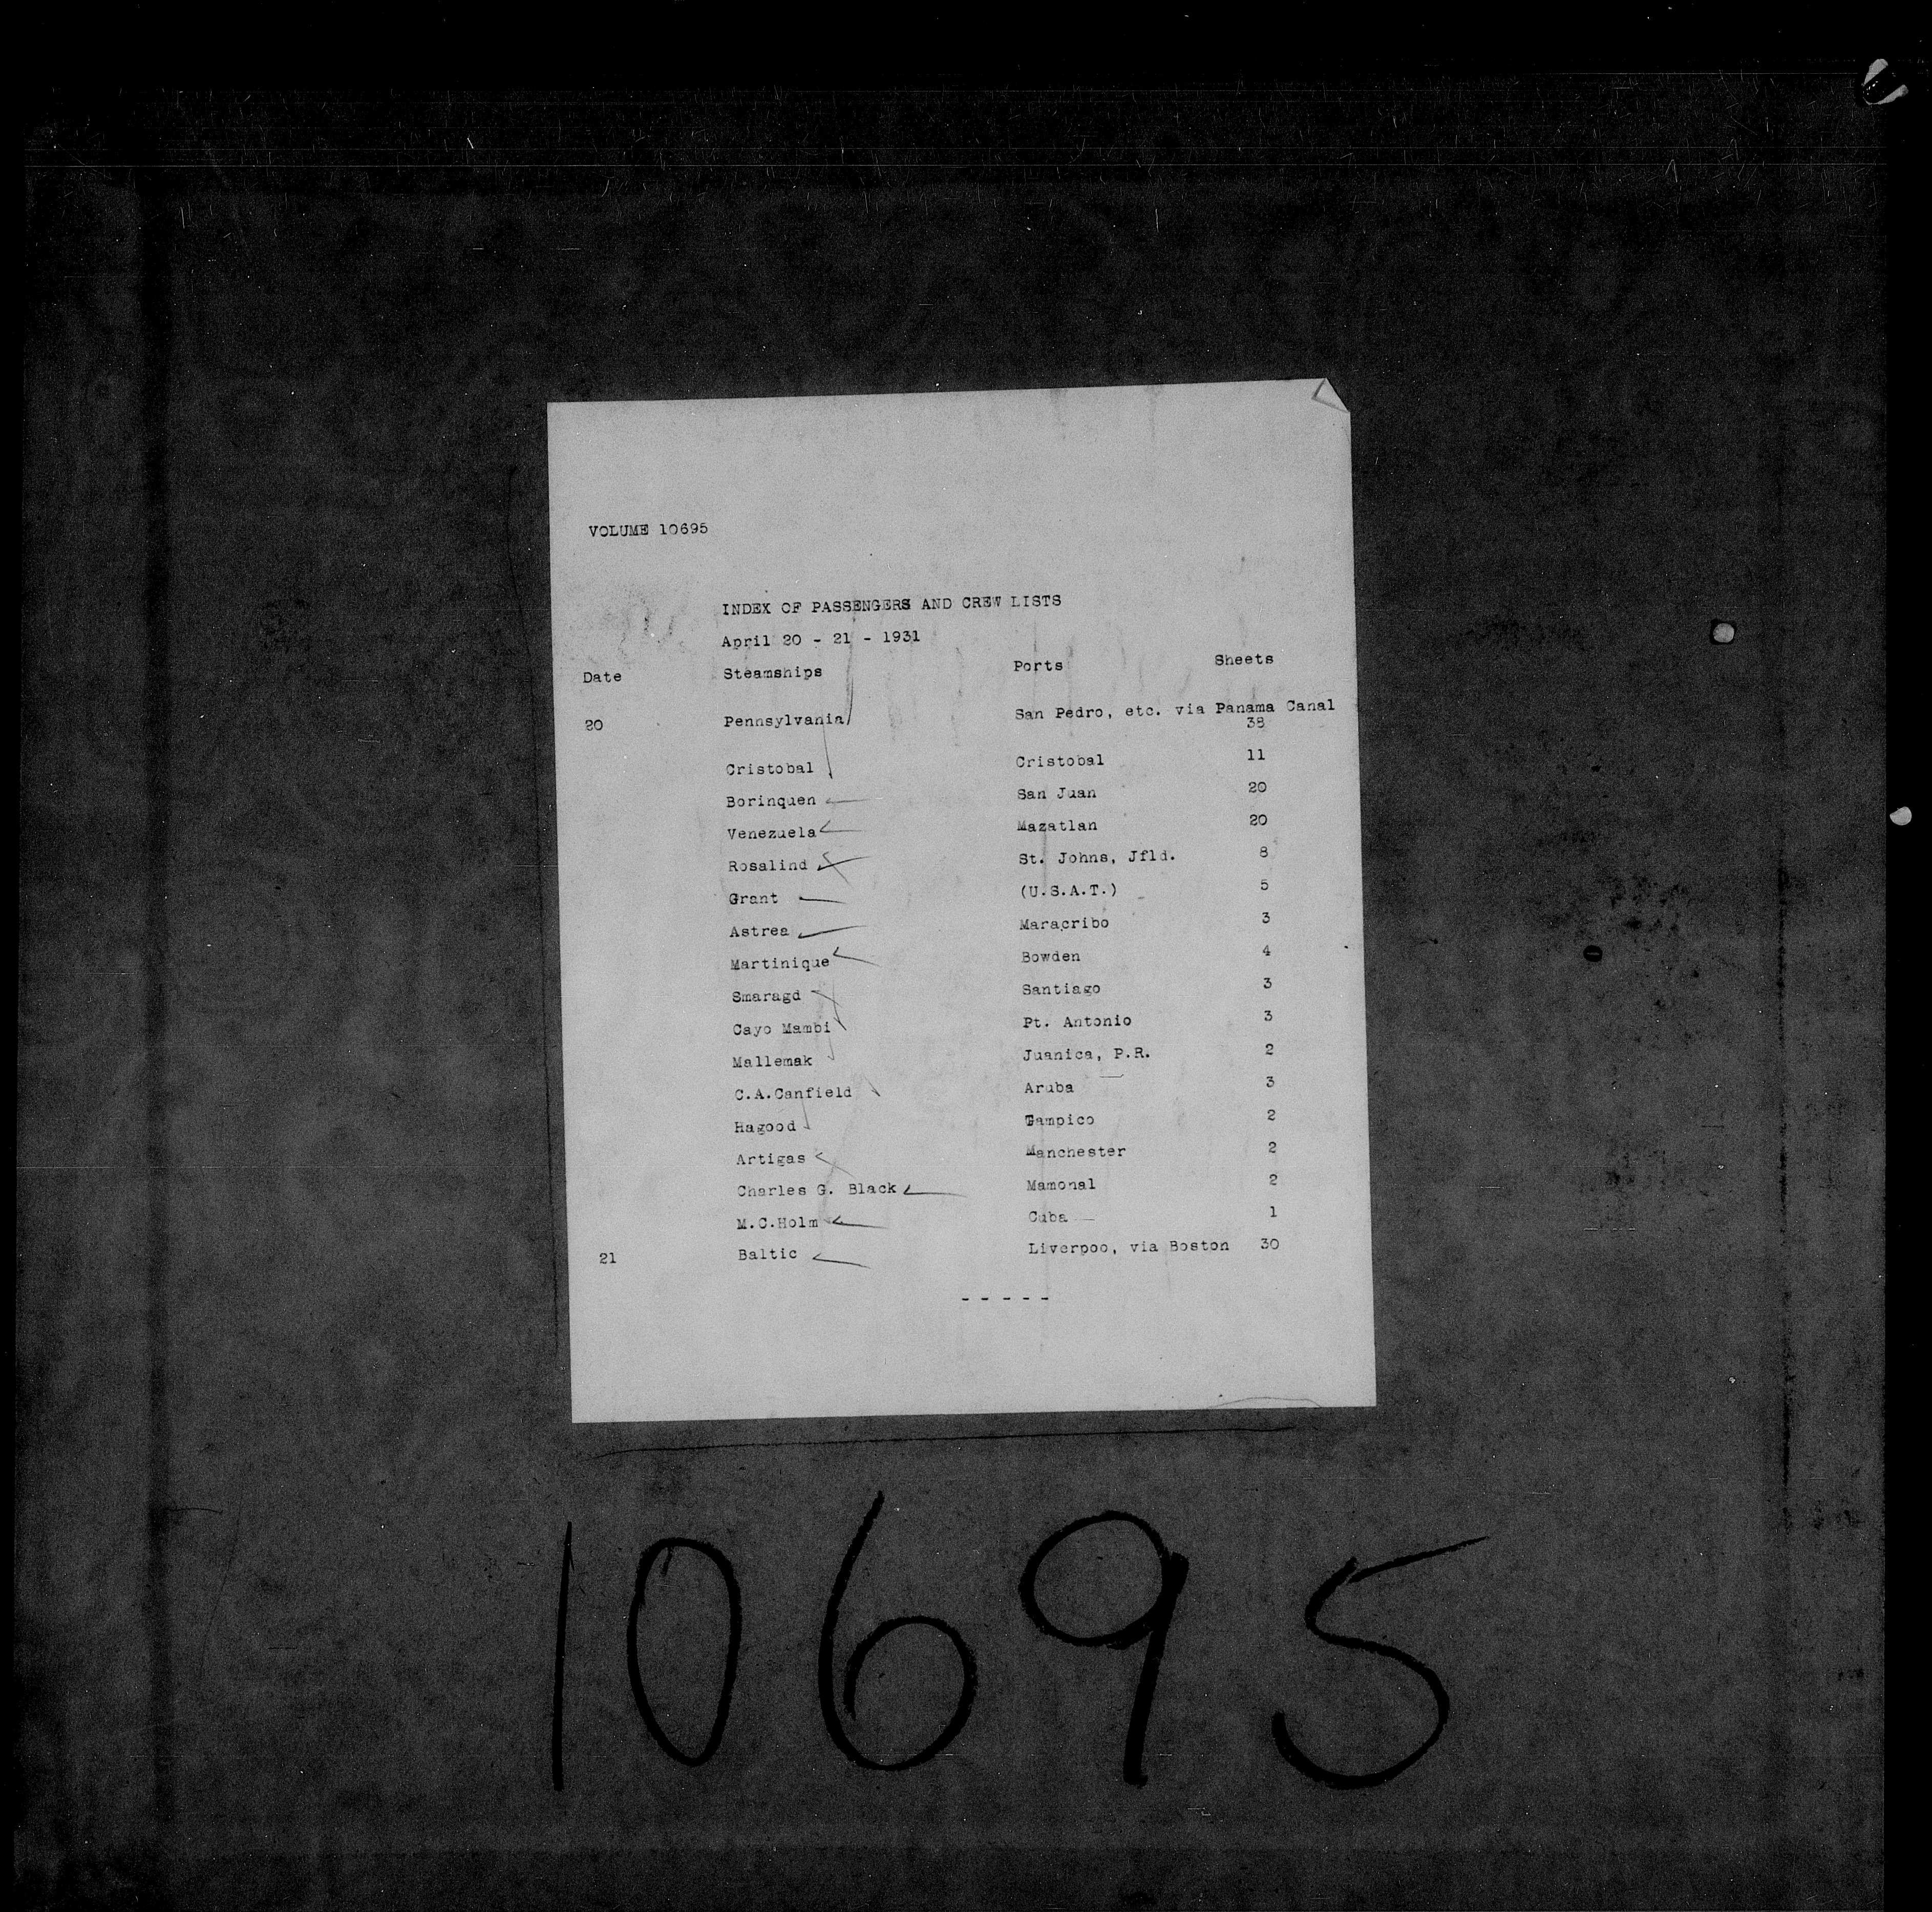 VOLUME 10695
INDEX OF PASSENGERS AND CREW LISTS
April 20 - 21 - 1931
Date Steamships Ports Sheets
20 Pennsylvania San Pedro, etc. via Panama Canal
38
Cristobal Cristobal 11
Borinquen San Juan 20
Venezuela Mazatlan 20
Rosalind St. Johns, Jfld. 8
Grant (U.S.A.T.) 5
Astrea Maracribo 3
Martinique Bowden 4
Smaragd Santiago 3
Cayo Mambi Pt. Antonio 3
Mallemak Juanica, P.R. 2
C.A.Canfield Aruba 3
Hagood Tampico 2
Artigas Manchester 2
Charles G. Black Mamonal 2
M.C.Holm Cuba 1
21 Baltic Liverpoo, via Boston 30
- - - - -
10695